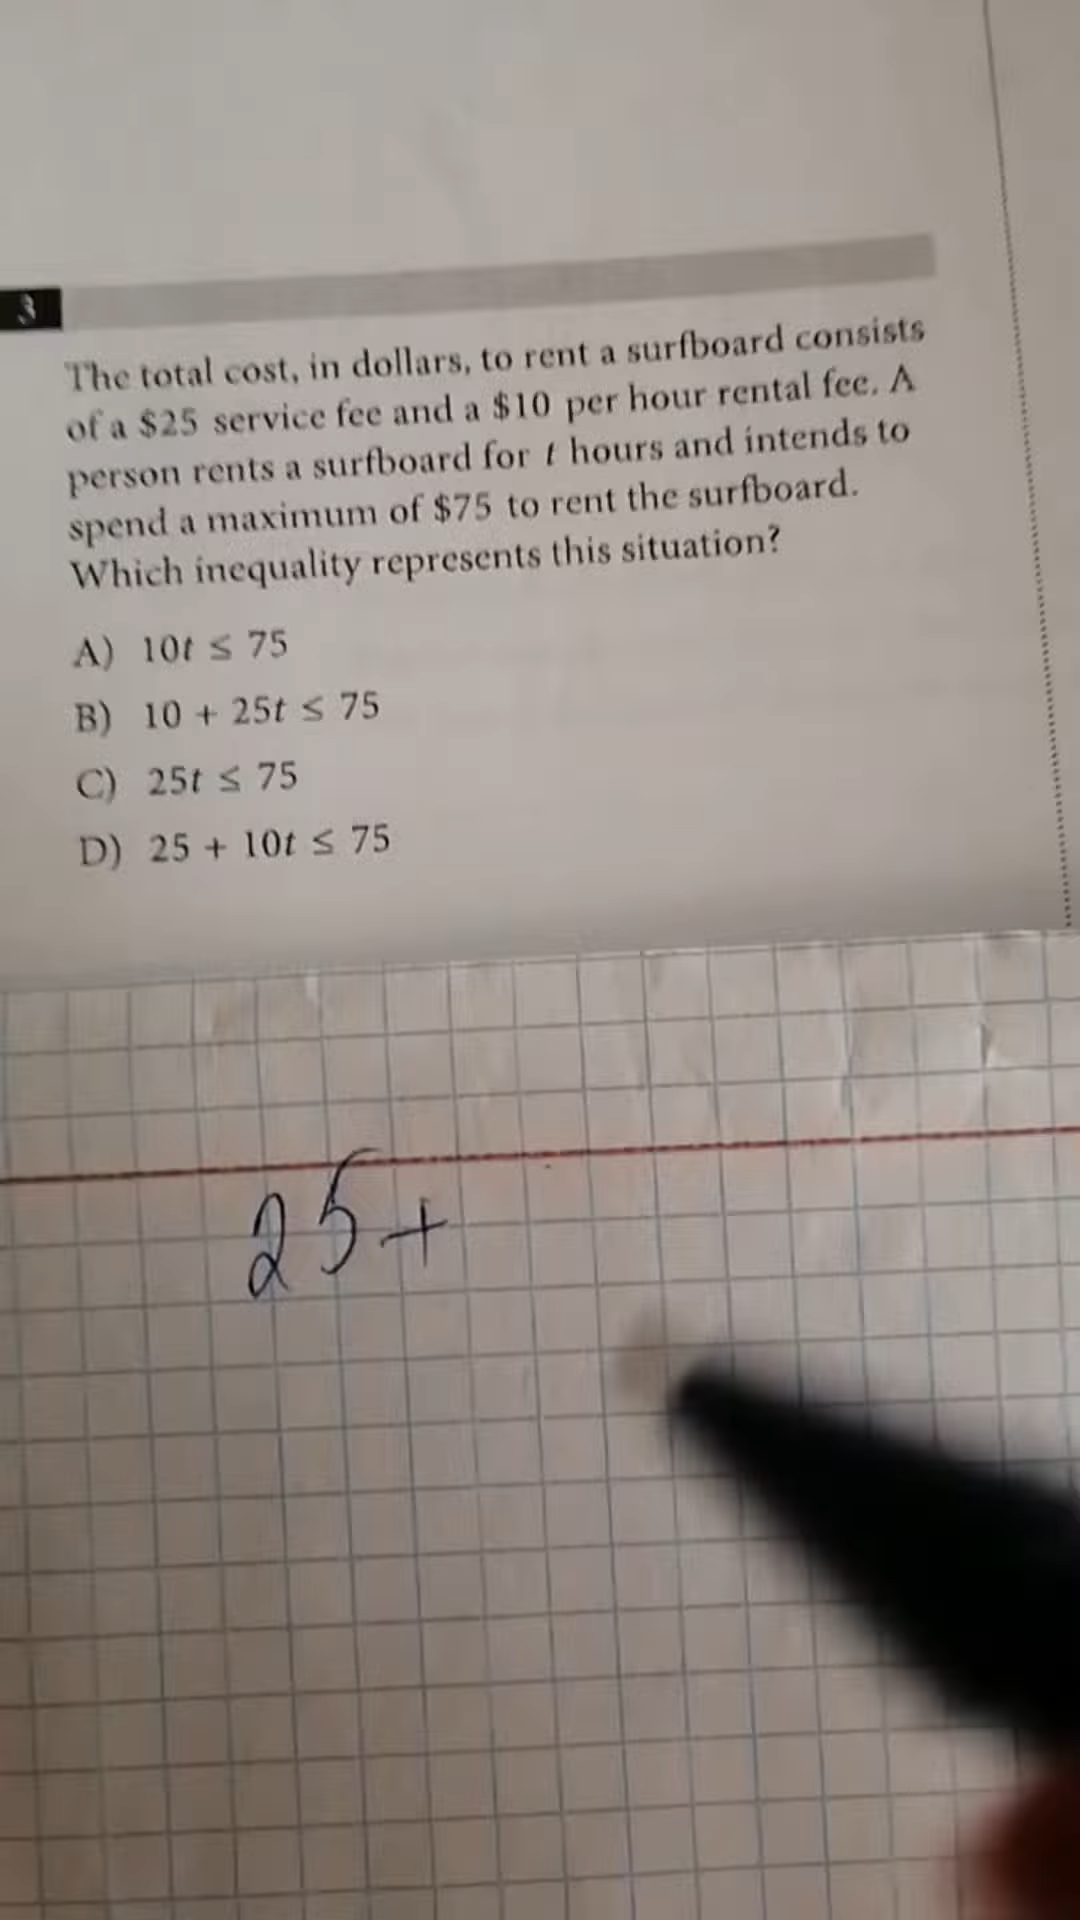 3
The total cost, in dollars, to rent a surfboard consists
of a $25 service fee and a $10 per hour rental fee. A
person rents a surfboard for t hours and intends to
spend a maximum of $75 to rent the surfboard.
Which inequality represents this situation?
A) 10t ≤ 75
B) 10 + 25t ≤ 75
C) 25t ≤ 75
D) 25 + 10t ≤ 75
25+